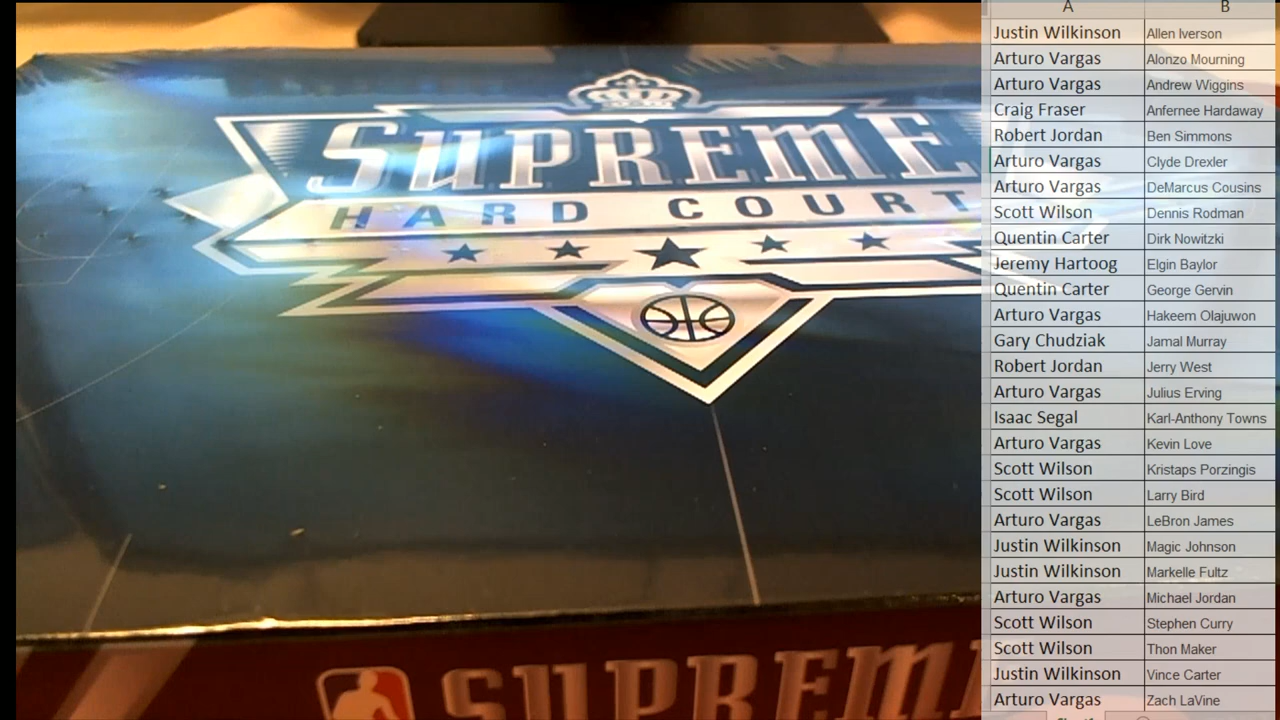 SUPREME
HARD COURT
SUPREME
A B
Justin Wilkinson Allen Iverson
Arturo Vargas Alonzo Mourning
Arturo Vargas Andrew Wiggins
Craig Fraser Anfernee Hardaway
Robert Jordan Ben Simmons
Arturo Vargas Clyde Drexler
Arturo Vargas DeMarcus Cousins
Scott Wilson Dennis Rodman
Quentin Carter Dirk Nowitzki
Jeremy Hartoog Elgin Baylor
Quentin Carter George Gervin
Arturo Vargas Hakeem Olajuwon
Gary Chudziak Jamal Murray
Robert Jordan Jerry West
Arturo Vargas Julius Erving
Isaac Segal Karl-Anthony Towns
Arturo Vargas Kevin Love
Scott Wilson Kristaps Porzingis
Scott Wilson Larry Bird
Arturo Vargas LeBron James
Justin Wilkinson Magic Johnson
Justin Wilkinson Markelle Fultz
Arturo Vargas Michael Jordan
Scott Wilson Stephen Curry
Scott Wilson Thon Maker
Justin Wilkinson Vince Carter
Arturo Vargas Zach LaVine